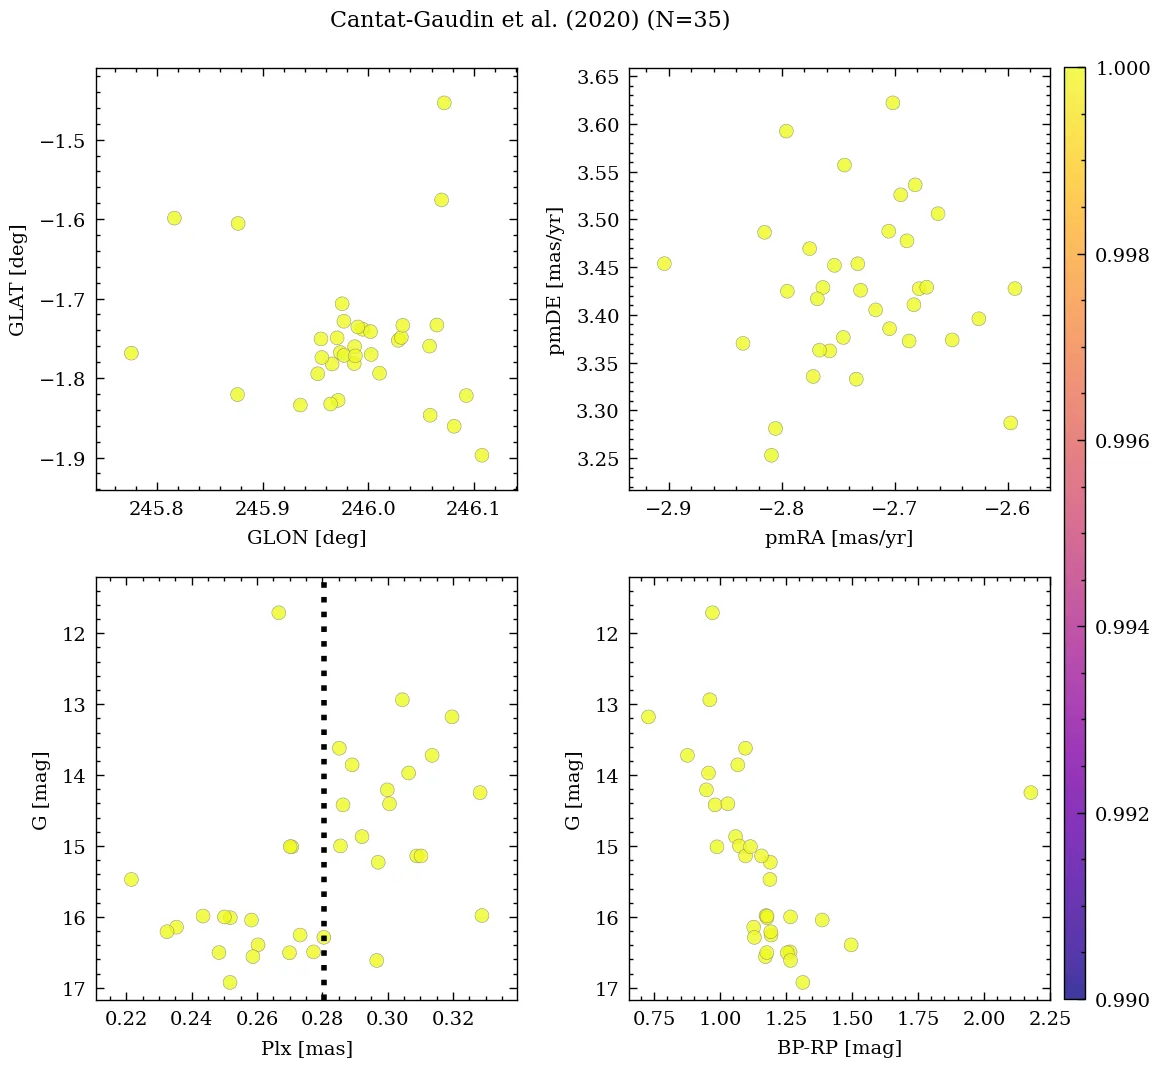 Cantat-Gaudin et al. (2020) (N=35)
−1.5
−1.6
−1.7
−1.8
−1.9
GLAT [deg]
245.8 245.9 246.0 246.1
GLON [deg]
3.65
3.60
3.55
3.50
3.45
3.40
3.35
3.30
3.25
pmDE [mas/yr]
−2.9 −2.8 −2.7 −2.6
pmRA [mas/yr]
12
13
14
15
16
17
G [mag]
0.22 0.24 0.26 0.28 0.30 0.32
Plx [mas]
12
13
14
15
16
17
G [mag]
0.75 1.00 1.25 1.50 1.75 2.00 2.25
BP-RP [mag]
1.000
0.998
0.996
0.994
0.992
0.990